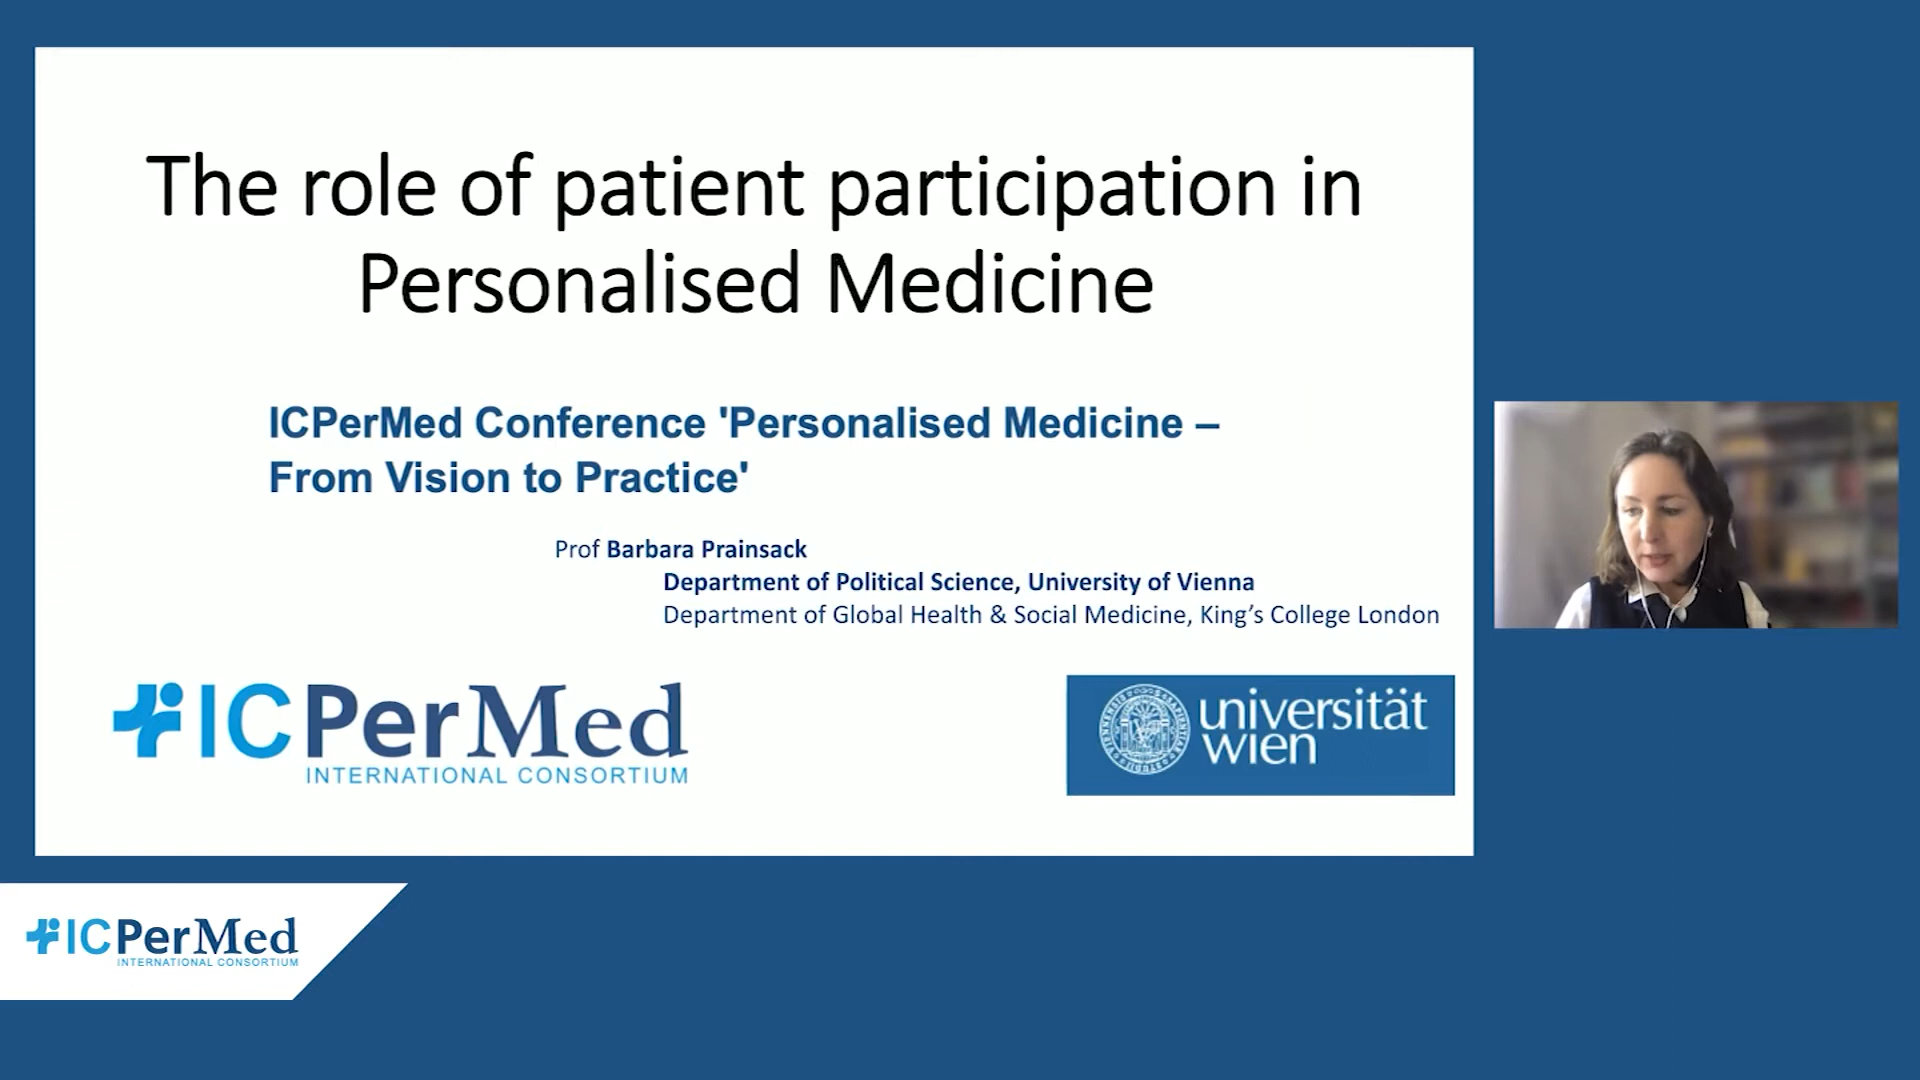 The role of patient participation in
Personalised Medicine
ICPerMed Conference 'Personalised Medicine –
From Vision to Practice'
Prof Barbara Prainsack
Department of Political Science, University of Vienna
Department of Global Health & Social Medicine, King's College London
ICPerMed
INTERNATIONAL CONSORTIUM
universität
wien
ICPerMed
INTERNATIONAL CONSORTIUM